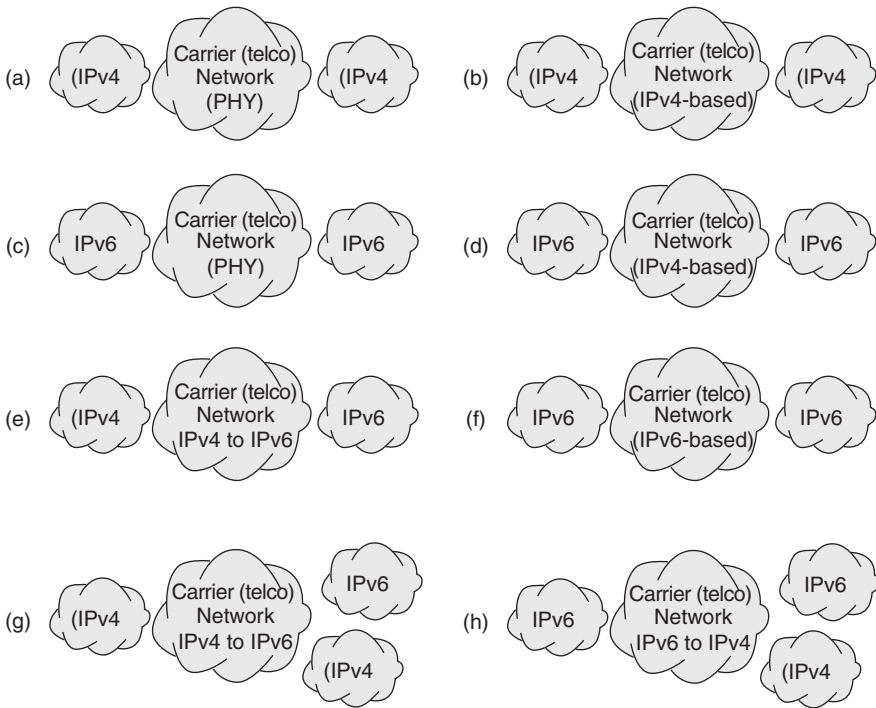 (a)
(IPv4
Carrier (telco)
Network
(PHY)
(IPv4
(b)
(IPv4
Carrier (telco)
Network
(IPv4-based)
(IPv4
(c)
IPv6
Carrier (telco)
Network
(PHY)
IPv6
(d)
IPv6
Carrier (telco)
Network
(IPv4-based)
IPv6
(e)
(IPv4
Carrier (telco)
Network
IPv4 to IPv6
IPv6
(f)
IPv6
Carrier (telco)
Network
(IPv6-based)
IPv6
(g)
(IPv4
Carrier (telco)
Network
IPv4 to IPv6
IPv6
(IPv4
(h)
IPv6
Carrier (telco)
Network
IPv6 to IPv4
IPv6
(IPv4